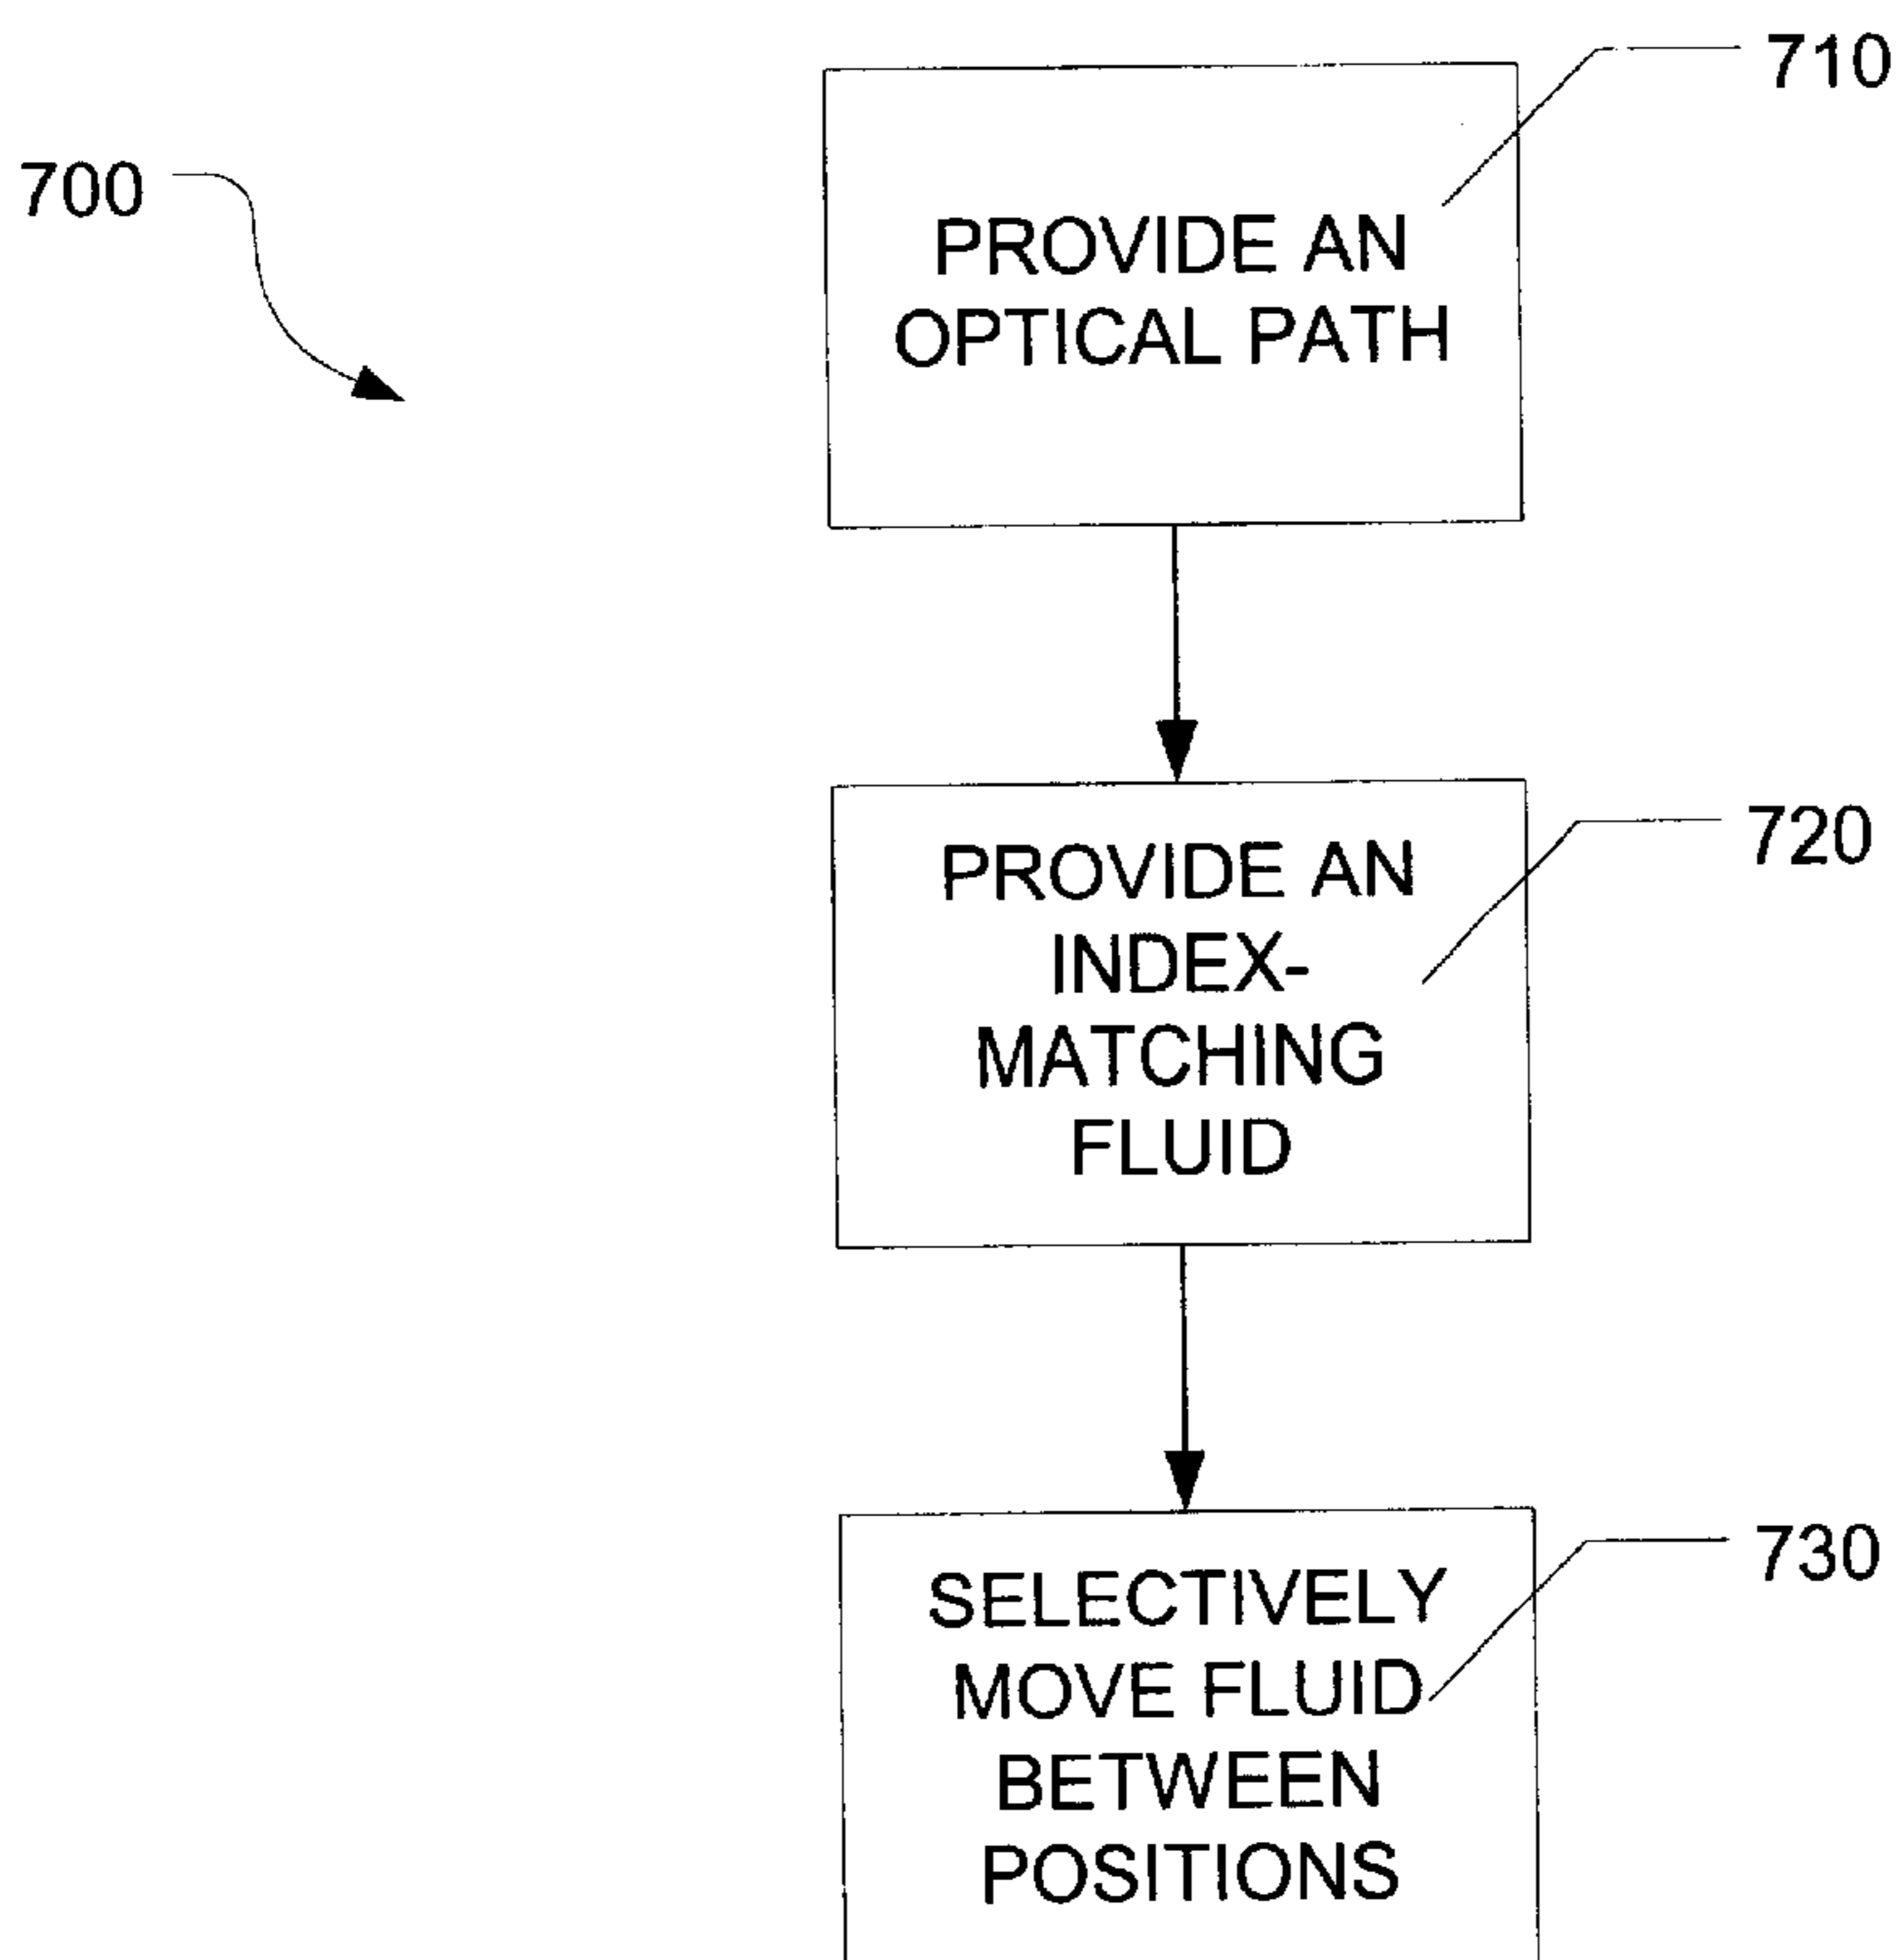 710
700
PROVIDE AN
OPTICAL PATH
720
PROVIDE AN
INDEX-
MATCHING
FLUID
730
SELECTIVELY
MOVE FLUID
BETWEEN
POSITIONS